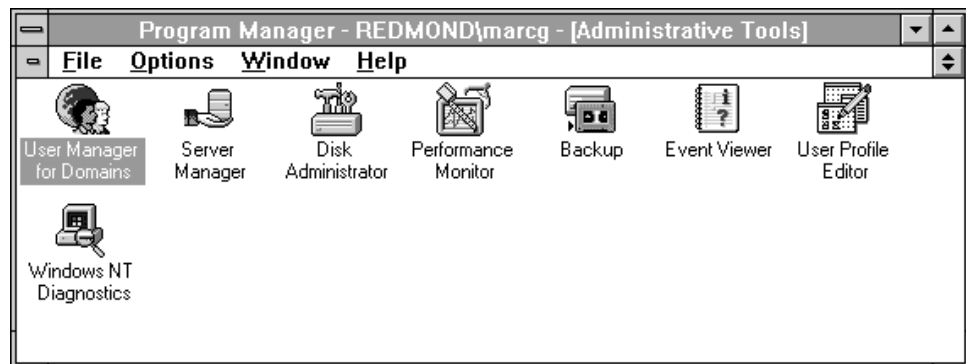 Program Manager - REDMOND\marcg - [Administrative Tools]
File Options Window Help
User Manager
for Domains
Server
Manager
Disk
Administrator
Performance
Monitor
Backup
Event Viewer
User Profile
Editor
Windows NT
Diagnostics